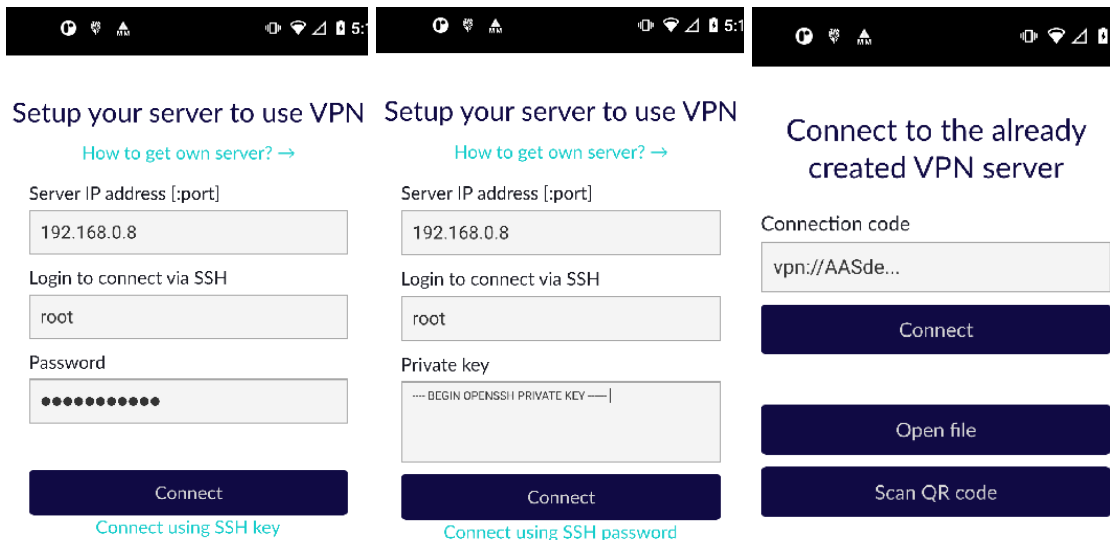 5:1
Setup your server to use VPN
How to get own server? →
Server IP address [:port]
192.168.0.8
Login to connect via SSH
root
Password
●●●●●●●●●●●
Connect
Connect using SSH key
5:1
Setup your server to use VPN
How to get own server? →
Server IP address [:port]
192.168.0.8
Login to connect via SSH
root
Private key
---- BEGIN OPENSSH PRIVATE KEY -----
Connect
Connect using SSH password
Connect to the already
created VPN server
Connection code
vpn://AASde...
Connect
Open file
Scan QR code